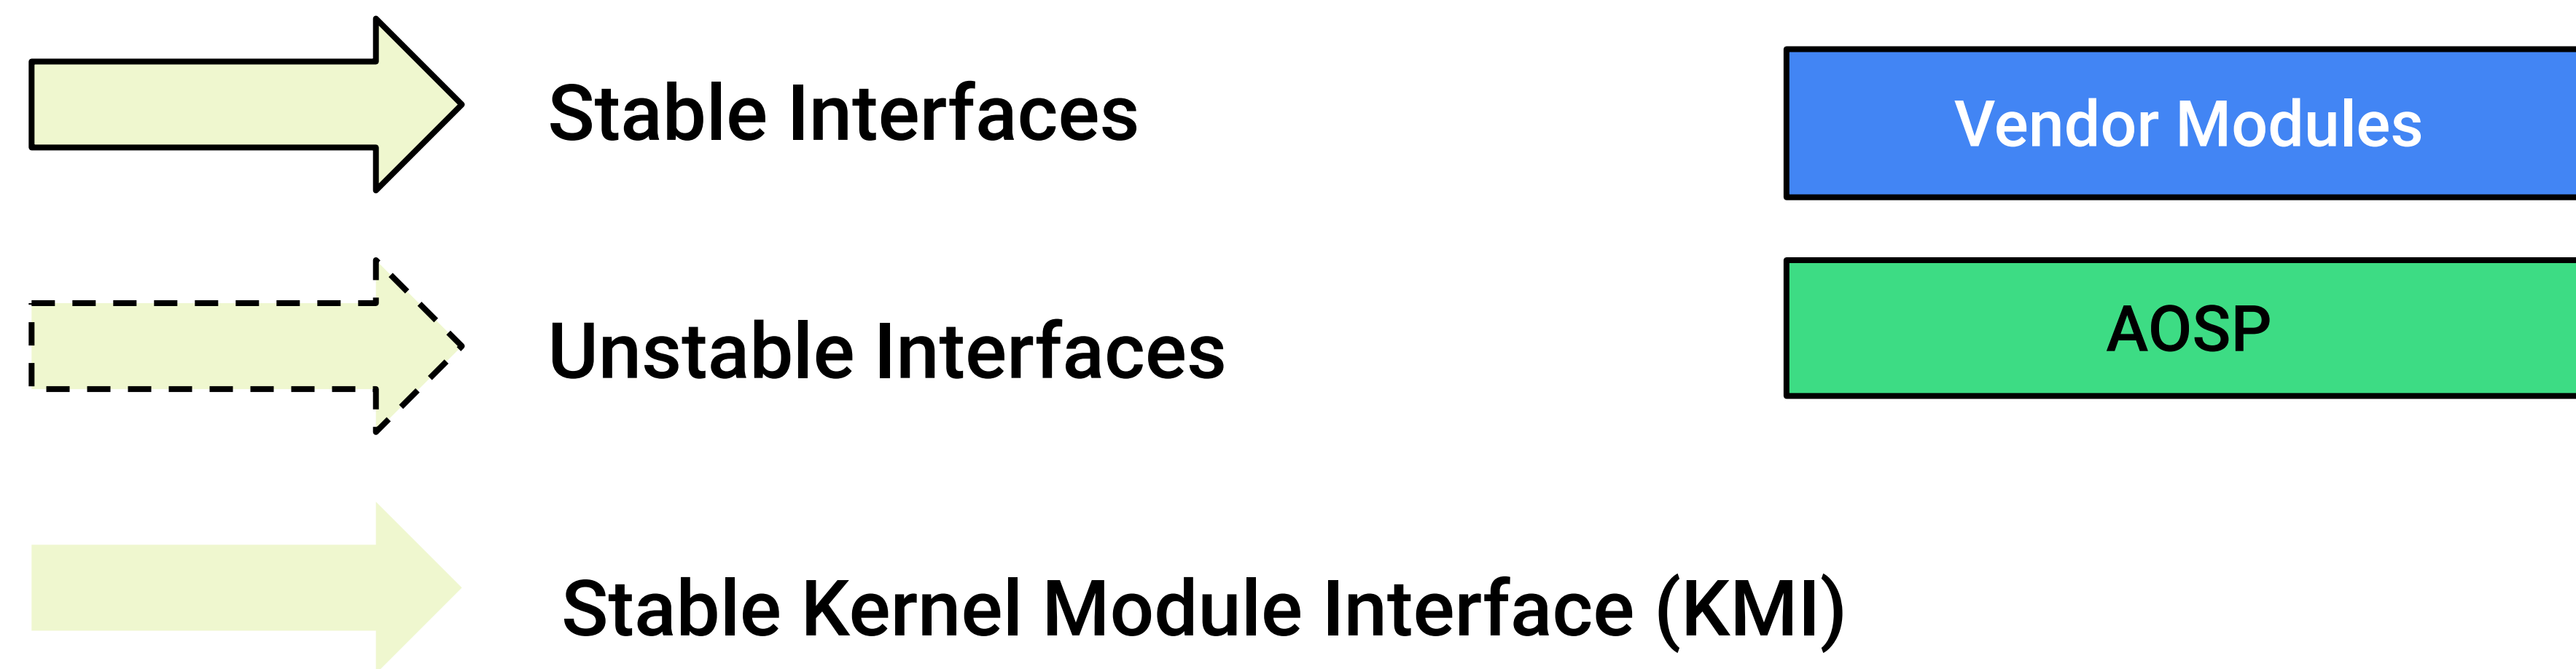 Stable Interfaces
Vendor Modules
Unstable Interfaces
AOSP
Stable Kernel Module Interface (KMI)